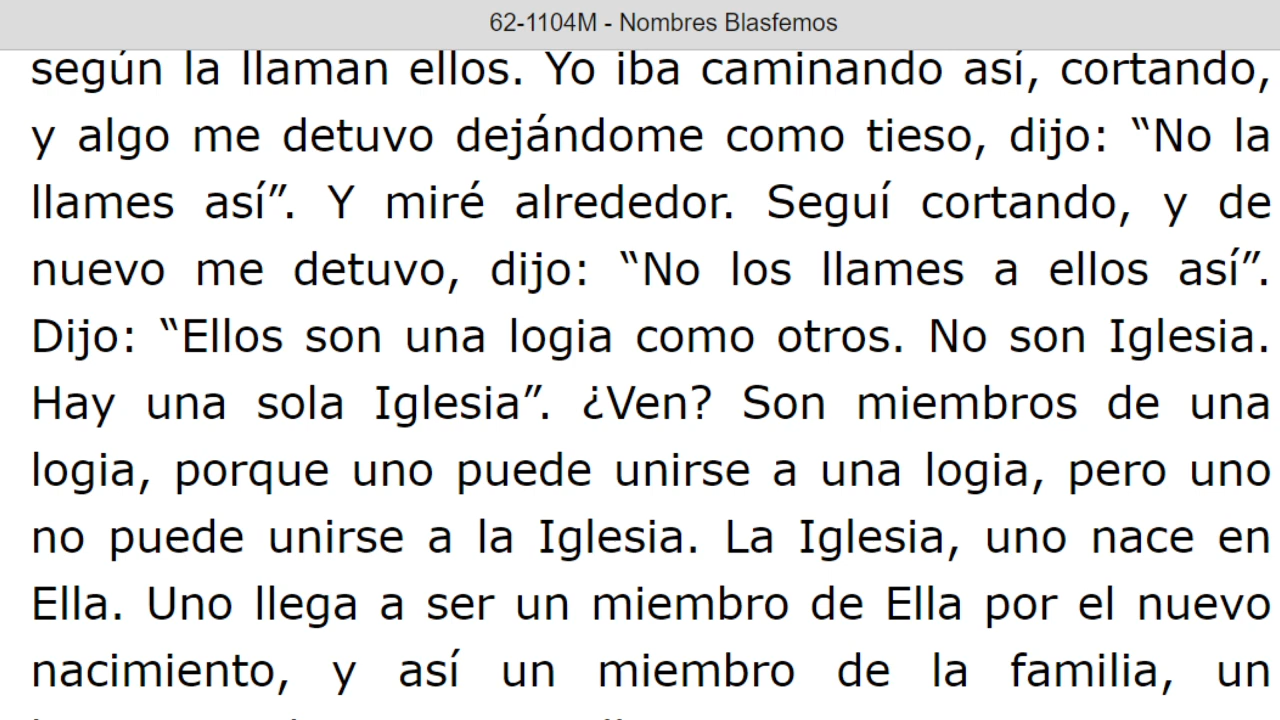 62-1104M - Nombres Blasfemos
según la llaman ellos. Yo iba caminando así, cortando,
y algo me detuvo dejándome como tieso, dijo: “No la
llames así”. Y miré alrededor. Seguí cortando, y de
nuevo me detuvo, dijo: “No los llames a ellos así”.
Dijo: “Ellos son una logia como otros. No son Iglesia.
Hay una sola Iglesia”. ¿Ven? Son miembros de una
logia, porque uno puede unirse a una logia, pero uno
no puede unirse a la Iglesia. La Iglesia, uno nace en
Ella. Uno llega a ser un miembro de Ella por el nuevo
nacimiento, y así un miembro de la familia, un